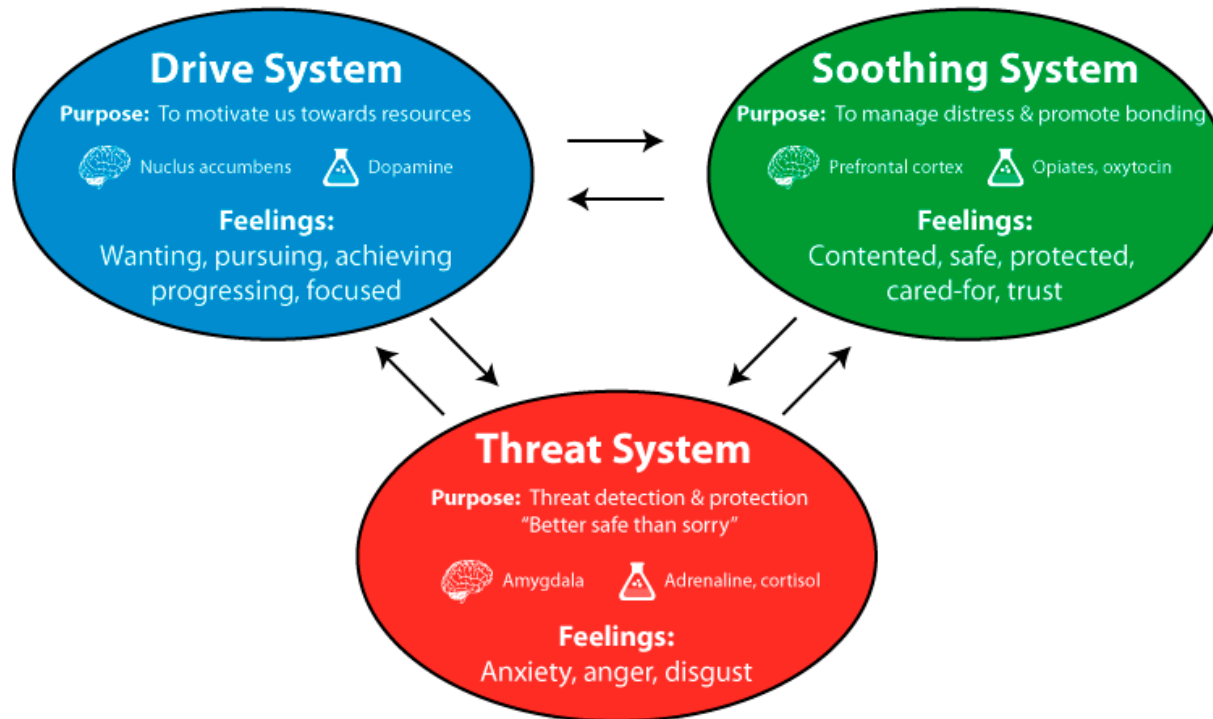 Drive System
Purpose: To motivate us towards resources
Nuclus accumbens
Dopamine
Feelings:
Wanting, pursuing, achieving
progressing, focused
Soothing System
Purpose: To manage distress & promote bonding
Prefrontal cortex
Opiates, oxytocin
Feelings:
Contented, safe, protected,
cared-for, trust
Threat System
Purpose: Threat detection & protection
“Better safe than sorry”
Amygdala
Adrenaline, cortisol
Feelings:
Anxiety, anger, disgust